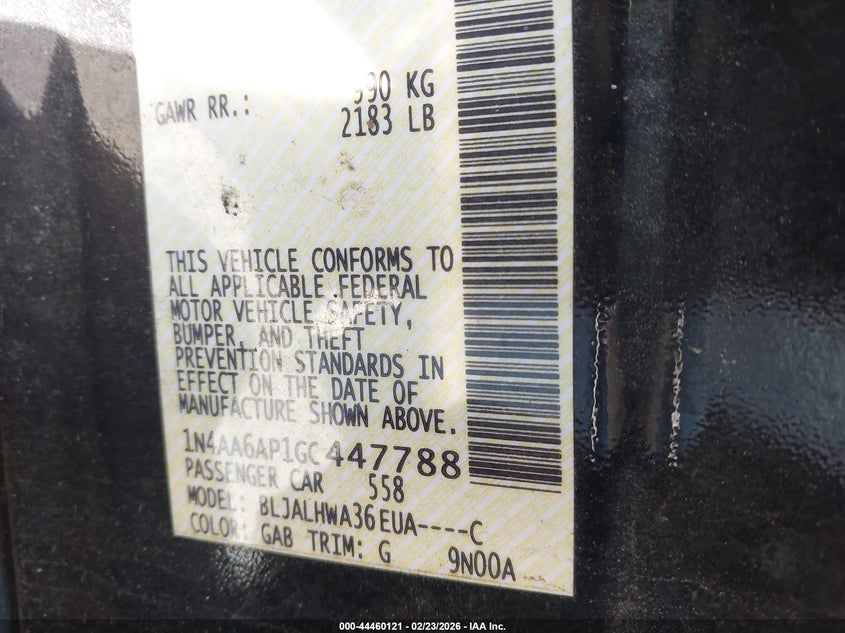 GAWR RR.: 990 KG
2183 LB
THIS VEHICLE CONFORMS TO
ALL APPLICABLE FEDERAL
MOTOR VEHICLE SAFETY,
BUMPER, AND THEFT
PREVENTION STANDARDS IN
EFFECT ON THE DATE OF
MANUFACTURE SHOWN ABOVE.
1N4AA6AP1GC447788
PASSENGER CAR 558
MODEL: BLJALHWA36EUA----C
COLOR: GAB TRIM: G 9N00A
000-44460121 - 02/23/2026 - IAA Inc.